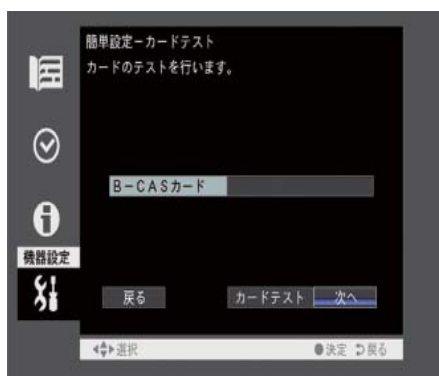 簡単設定－カードテスト
カードのテストを行います。
B－CASカード
機器設定
戻る カードテスト 次へ
選択 決定 戻る